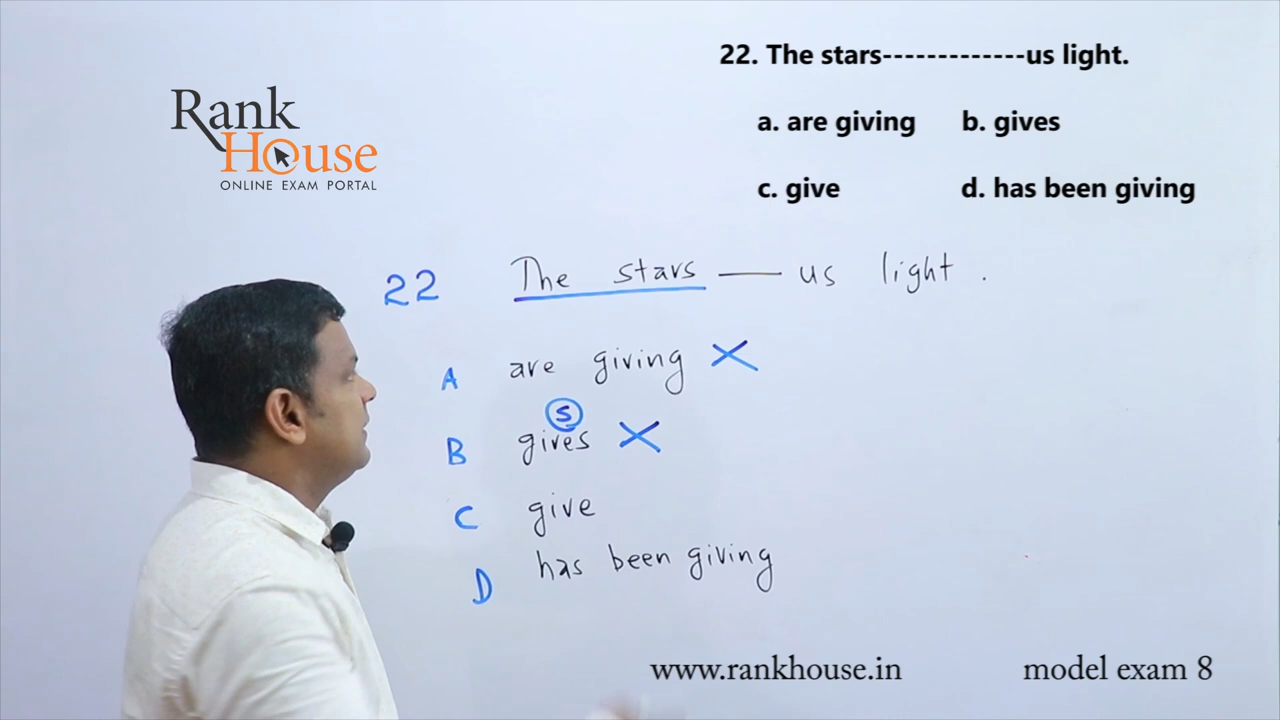 22. The stars-------------us light.
a. are giving b. gives
c. give d. has been giving
Rank
House
ONLINE EXAM PORTAL
22 The stars —— us light .
A are giving X
S
B gives X
C give
D has been giving
www.rankhouse.in model exam 8